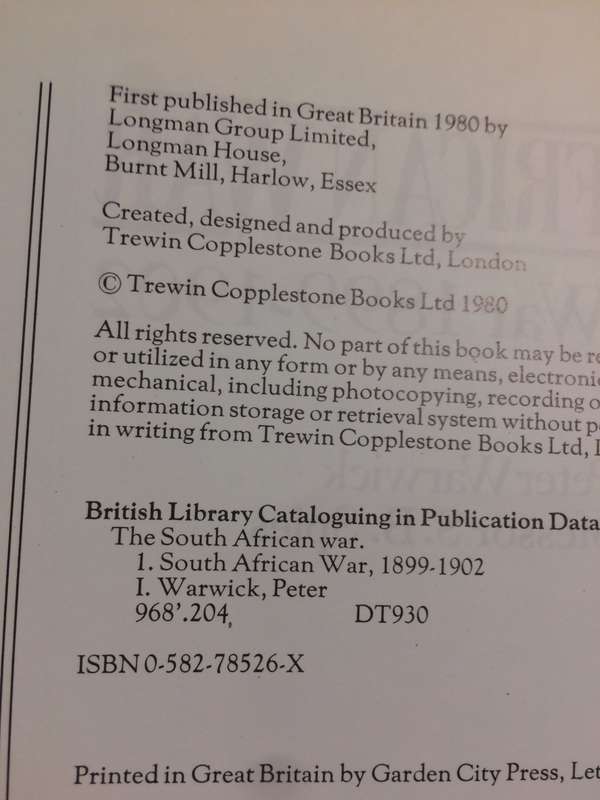 First published in Great Britain 1980 by
Longman Group Limited,
Longman House,
Burnt Mill, Harlow, Essex
Created, designed and produced by
Trewin Copplestone Books Ltd, London
© Trewin Copplestone Books Ltd 1980
All rights reserved. No part of this book may be re
or utilized in any form or by any means, electronic
mechanical, including photocopying, recording o
information storage or retrieval system without p
in writing from Trewin Copplestone Books Ltd, L
British Library Cataloguing in Publication Data
The South African war.
1. South African War, 1899-1902
I. Warwick, Peter
968'.204 DT930
ISBN 0-582-78526-X
Printed in Great Britain by Garden City Press, Let